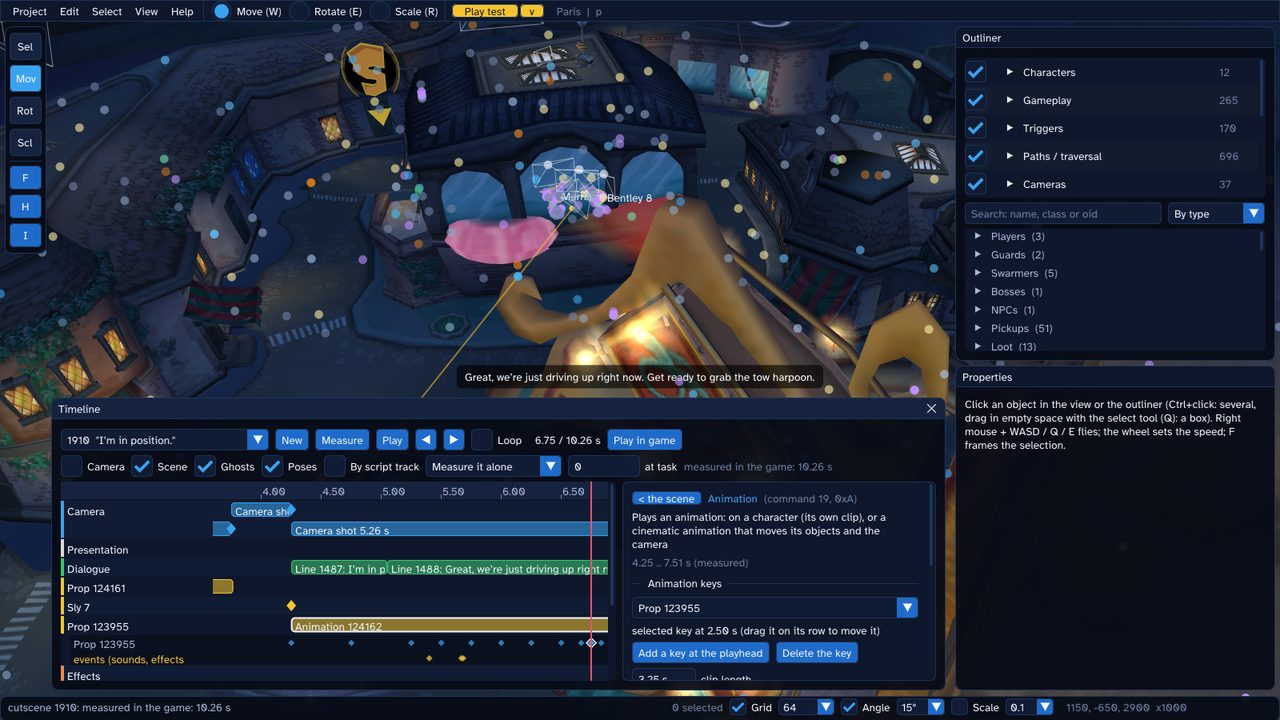 Project Edit Select View Help Move (W) Rotate (E) Scale (R) Play test v Paris | p
Sel
Mov
Rot
Scl
F
H
I
S
Bentley 8
Great, we're just driving up right now. Get ready to grab the tow harpoon.
Outliner
Characters 12
Gameplay 265
Triggers 170
Paths / traversal 696
Cameras 37
Search: name, class or oid By type
Players (3)
Guards (2)
Swarmers (5)
Bosses (1)
NPCs (1)
Pickups (51)
Loot (13)
Properties
Click an object in the view or the outliner (Ctrl+click: several,
drag in empty space with the select tool (Q): a box). Right
mouse + WASD / Q / E flies; the wheel sets the speed; F
frames the selection.
Timeline
1910 "I'm in position." New Measure Play Loop 6.75 / 10.26 s Play in game
Camera Scene Ghosts Poses By script track Measure it alone 0 at task measured in the game: 10.26 s
4.00 4.50 5.00 5.50 6.00 6.50
Camera Camera sh
Camera shot 5.26 s
Presentation
Dialogue Line 1487: I'm in p Line 1488: Great, we're just driving up right n
Prop 124161
Sly 7
Prop 123955 Animation 124162
Prop 123955
events (sounds, effects
Effects
< the scene Animation (command 19, 0xA)
Plays an animation: on a character (its own clip), or a
cinematic animation that moves its objects and the
camera
4.25 .. 7.51 s (measured)
Animation keys
Prop 123955
selected key at 2.50 s (drag it on its row to move it)
Add a key at the playhead Delete the key
3.25 s clip length
cutscene 1910: measured in the game: 10.26 s 0 selected Grid 64 Angle 15° Scale 0.1 1150, -650, 2900 x1000